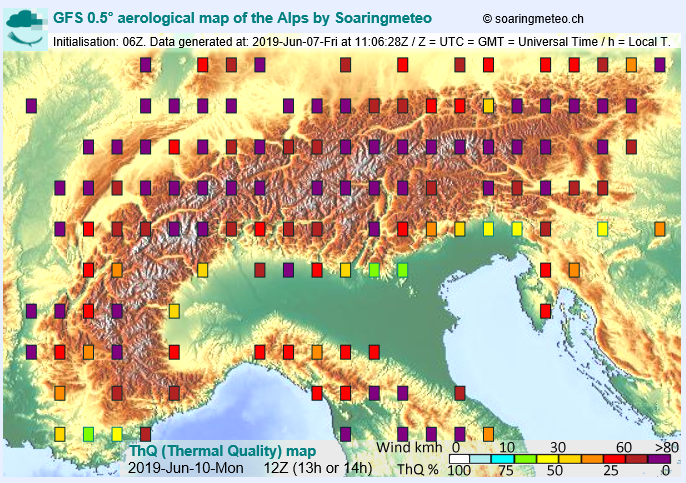 GFS 0.5° aerological map of the Alps by Soaringmeteo © soaringmeteo.ch
Initialisation: 06Z. Data generated at: 2019-Jun-07-Fri at 11:06:28Z / Z = UTC = GMT = Universal Time / h = Local T.
ThQ (Thermal Quality) map
2019-Jun-10-Mon 12Z (13h or 14h)
Wind kmh 0 10 30 60 >80
ThQ % 100 75 50 25 0